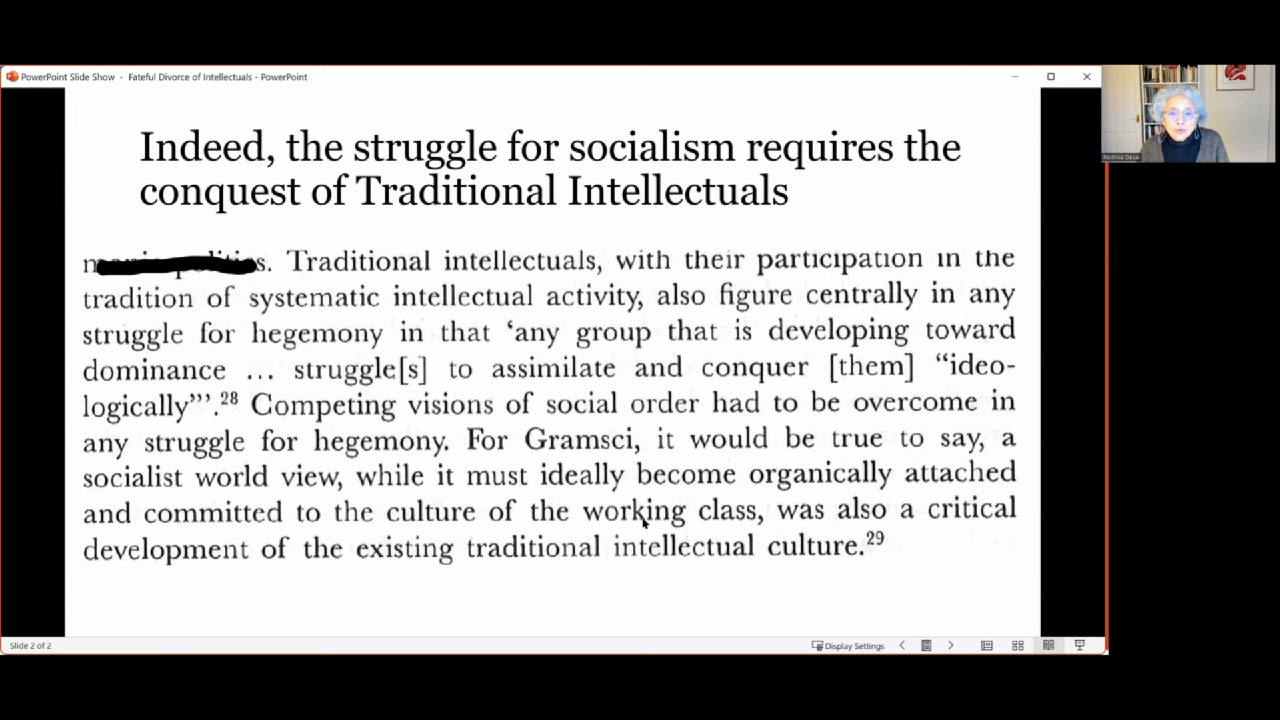 PowerPoint Slide Show - Fateful Divorce of Intellectuals - PowerPoint
Indeed, the struggle for socialism requires the
conquest of Traditional Intellectuals
s. Traditional intellectuals, with their participation in the
tradition of systematic intellectual activity, also figure centrally in any
struggle for hegemony in that ‘any group that is developing toward
dominance ... struggle[s] to assimilate and conquer [them] “ideo-
logically”’.28 Competing visions of social order had to be overcome in
any struggle for hegemony. For Gramsci, it would be true to say, a
socialist world view, while it must ideally become organically attached
and committed to the culture of the working class, was also a critical
development of the existing traditional intellectual culture.29
Slide 2 of 2
Display Settings
Radhika Desai